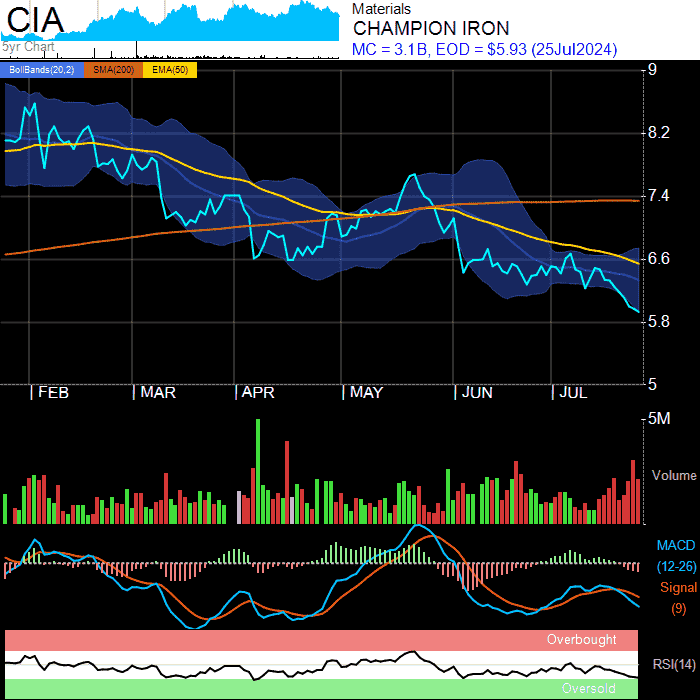 CIA
5yr Chart
Materials
CHAMPION IRON
MC = 3.1B, EOD = $5.93 (25Jul2024)
BollBands(20,2) SMA(200) EMA(50)
9
8.2
7.4
6.6
5.8
5
FEB MAR APR MAY JUN JUL
5M
Volume
MACD
(12-26)
Signal
(9)
Overbought
RSI(14)
Oversold